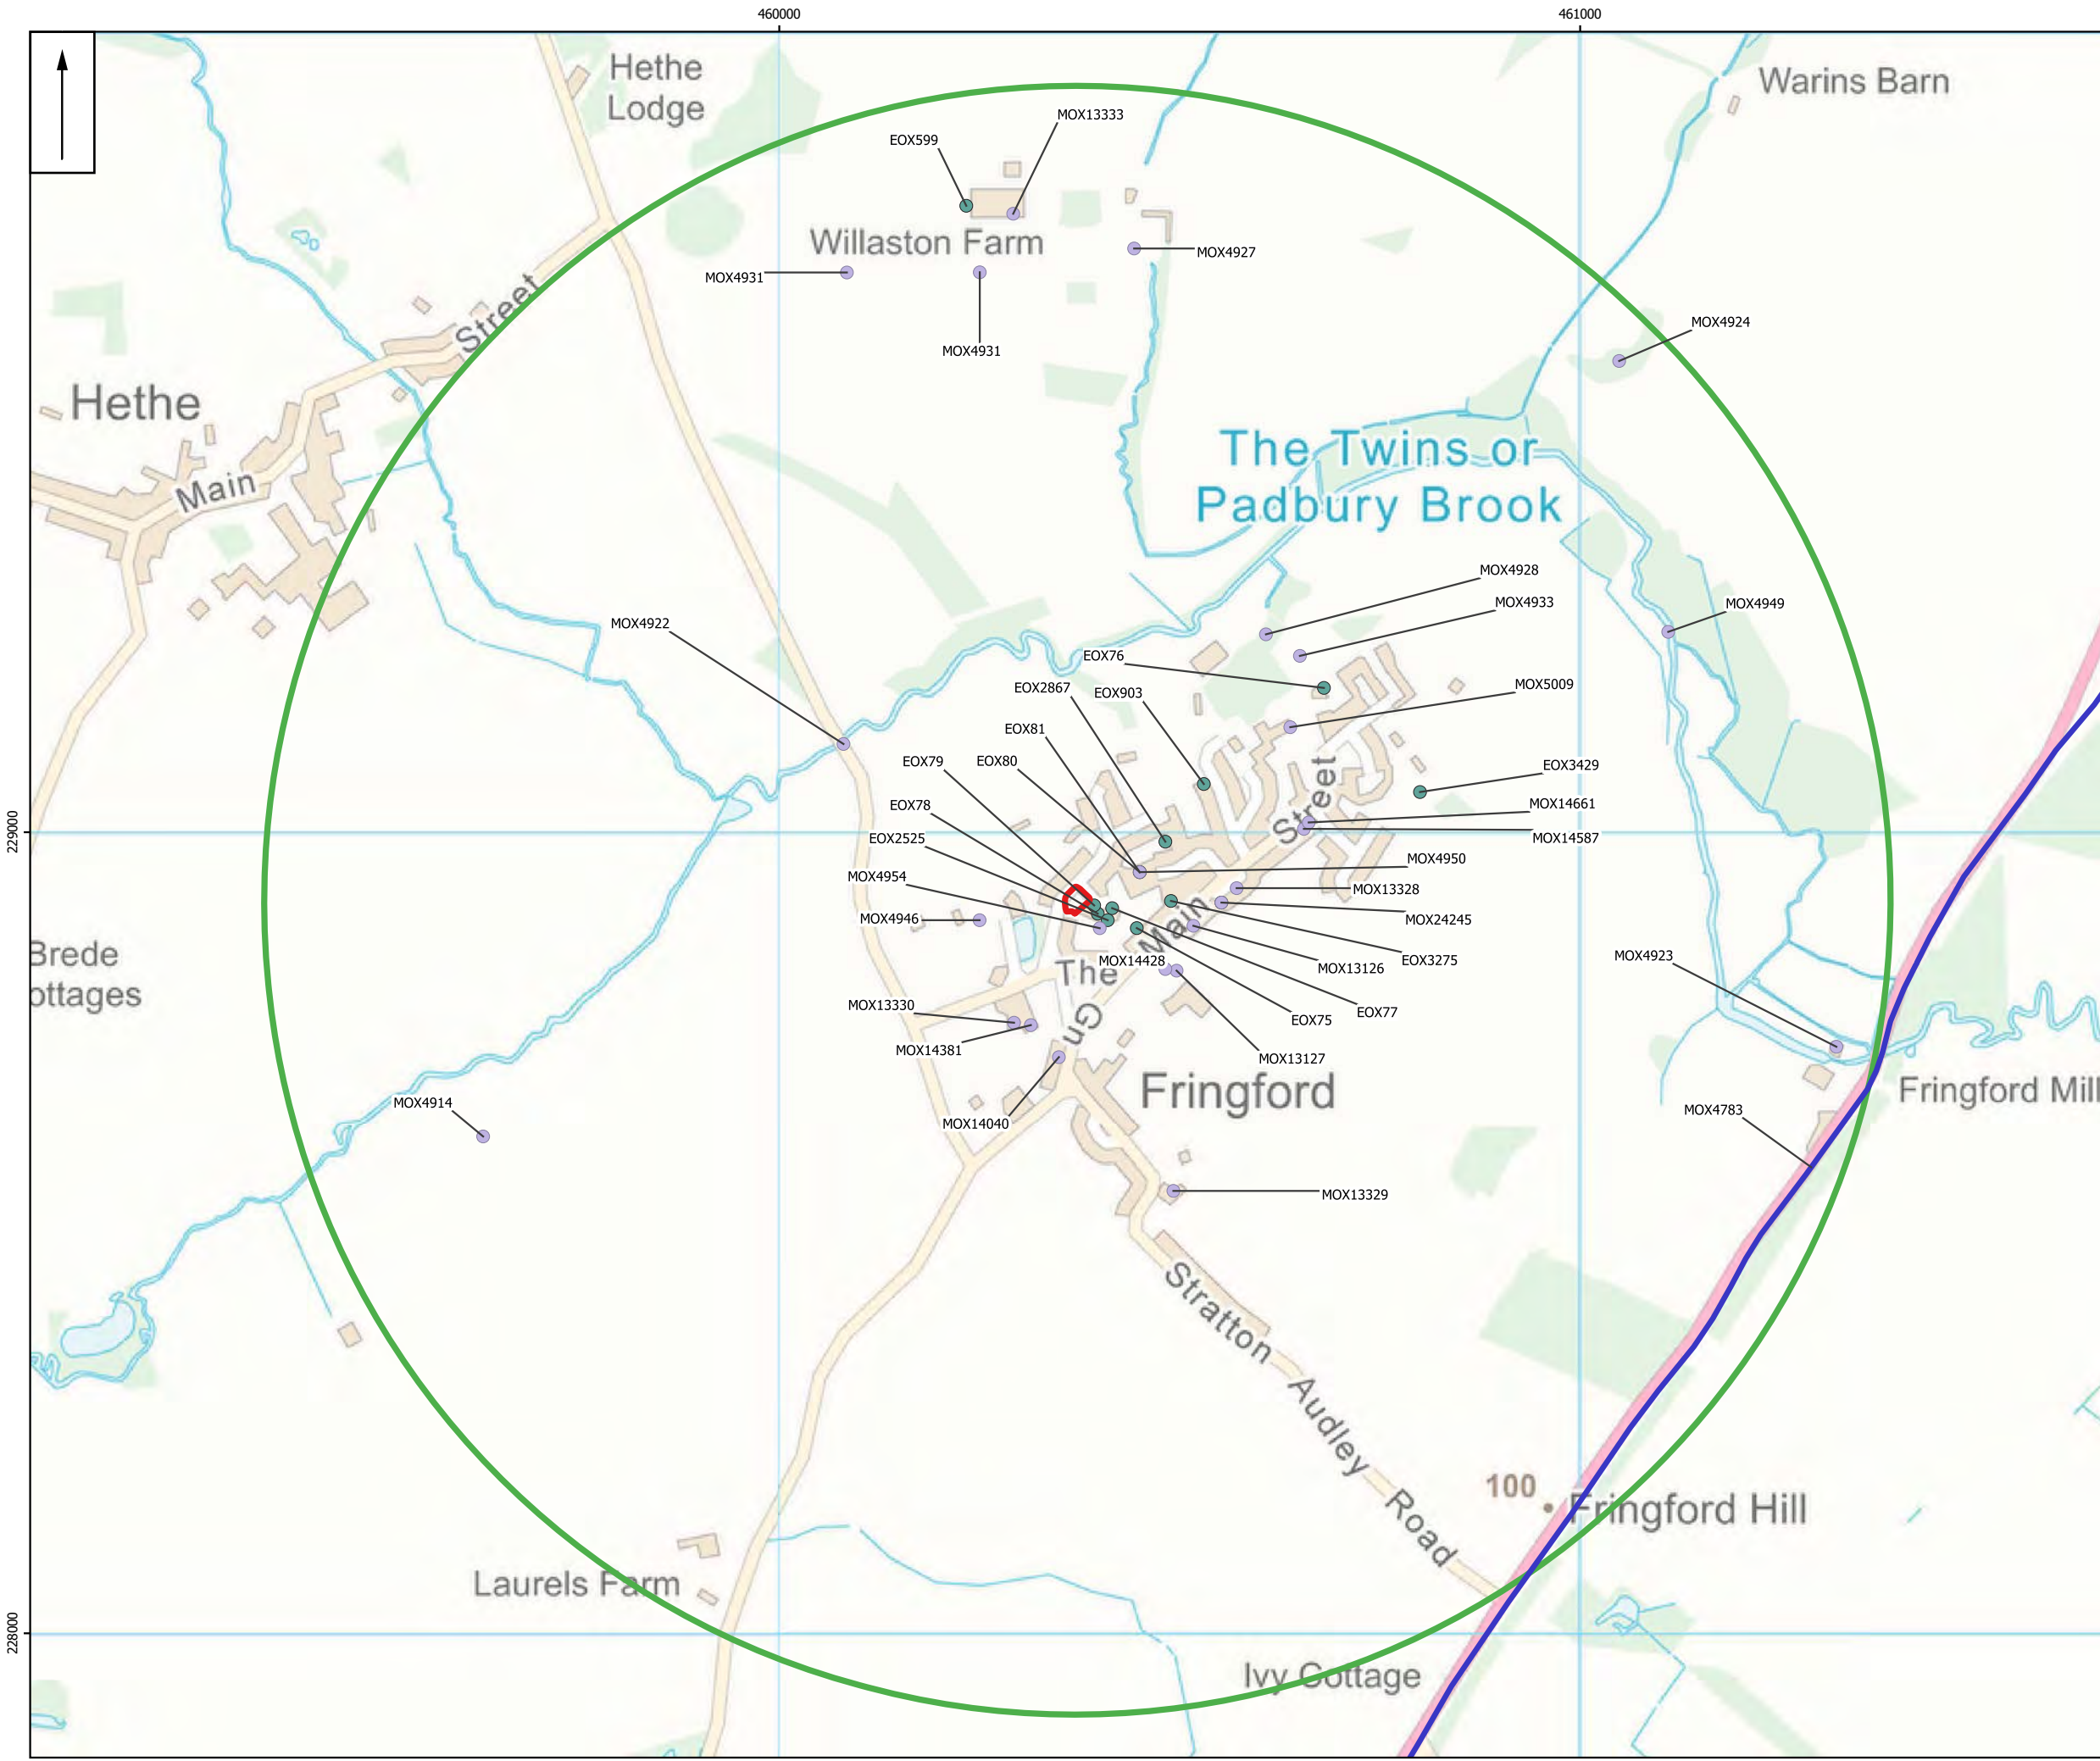 460000
461000
Hethe
Lodge
Warins Barn
MOX13333
EOX599
Willaston Farm
MOX4927
MOX4931
MOX4931
MOX4924
Street
Hethe
Main
The Twins or
Padbury Brook
MOX4928
MOX4933
MOX4949
MOX4922
EOX76
EOX2867
EOX903
MOX5009
EOX81
EOX79
EOX80
EOX3429
Street
EOX78
MOX14661
229000
EOX2525
MOX14587
MOX4950
MOX4954
MOX13328
MOX4946
MOX24245
Main
Brede
ottages
MOX14428
MOX13126
EOX3275
MOX4923
The
Gn
MOX13330
EOX75
EOX77
MOX14381
MOX13127
Fringford
Fringford Mill
MOX4914
MOX4783
MOX14040
MOX13329
Stratton Audley Road
100
Fringford Hill
Laurels Farm
228000
Ivy Cottage